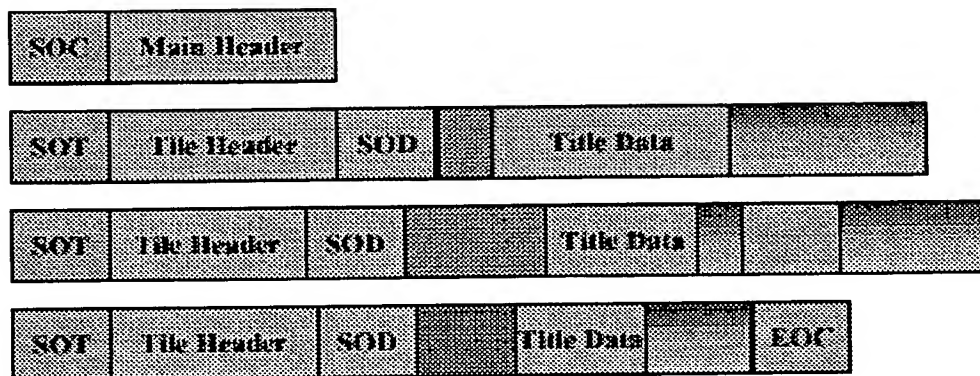 SOC Main Header
SOT Tile Header SOD Title Data
SOT Tile Header SOD Title Data
SOT Tile Header SOD Title Data EOC